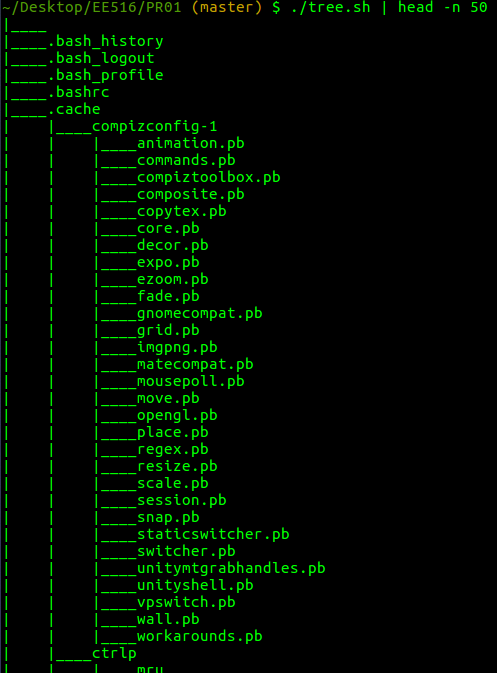 ~/Desktop/EE516/PR01 (master) $ ./tree.sh | head -n 50
|____
|____.bash_history
|____.bash_logout
|____.bash_profile
|____.bashrc
|____.cache
|    |____compizconfig-1
|    |    |____animation.pb
|    |    |____commands.pb
|    |    |____compiztoolbox.pb
|    |    |____composite.pb
|    |    |____copytex.pb
|    |    |____core.pb
|    |    |____decor.pb
|    |    |____expo.pb
|    |    |____ezoom.pb
|    |    |____fade.pb
|    |    |____gnomecompat.pb
|    |    |____grid.pb
|    |    |____imgpng.pb
|    |    |____matecompat.pb
|    |    |____mousepoll.pb
|    |    |____move.pb
|    |    |____opengl.pb
|    |    |____place.pb
|    |    |____regex.pb
|    |    |____resize.pb
|    |    |____scale.pb
|    |    |____session.pb
|    |    |____snap.pb
|    |    |____staticswitcher.pb
|    |    |____switcher.pb
|    |    |____unitymtgrabhandles.pb
|    |    |____unityshell.pb
|    |    |____vpswitch.pb
|    |    |____wall.pb
|    |    |____workarounds.pb
|    |____ctrlp
|    |    |____mru